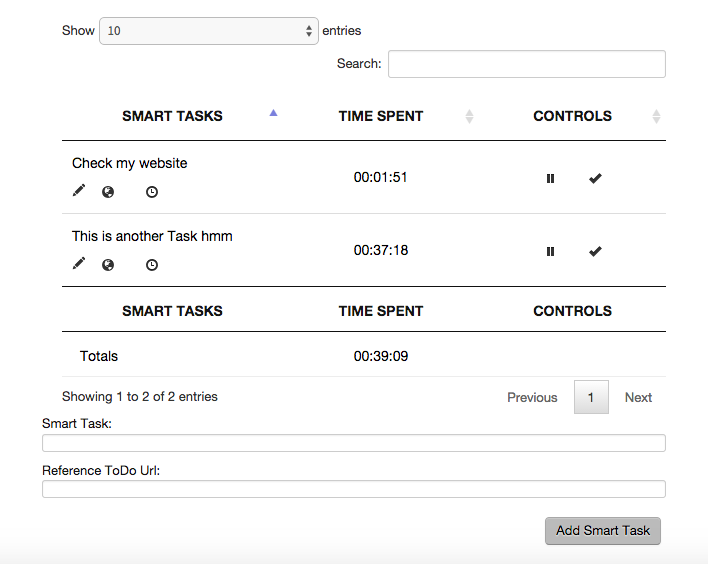 Show 10 entries
Search:
SMART TASKS TIME SPENT CONTROLS
Check my website
00:01:51
This is another Task hmm
00:37:18
SMART TASKS TIME SPENT CONTROLS
Totals 00:39:09
Showing 1 to 2 of 2 entries Previous 1 Next
Smart Task:
Reference ToDo Url:
Add Smart Task